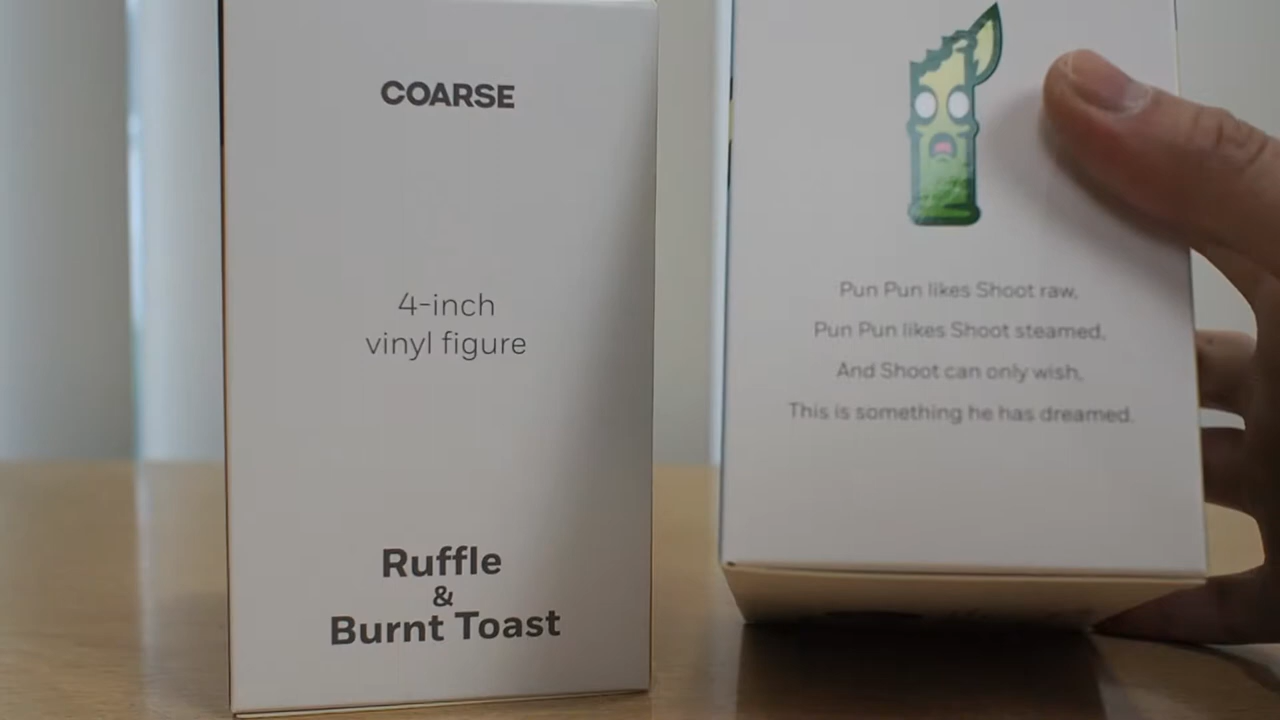 COARSE
4-inch
vinyl figure
Ruffle
&
Burnt Toast
Pun Pun likes Shoot raw,
Pun Pun likes Shoot steamed,
And Shoot can only wish,
This is something he has dreamed.